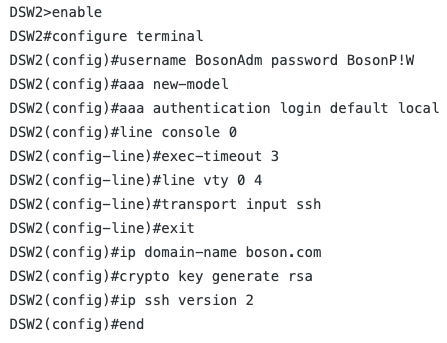 DSW2>enable
DSW2#configure terminal
DSW2(config)#username BosonAdm password BosonP!W
DSW2(config)#aaa new-model
DSW2(config)#aaa authentication login default local
DSW2(config)#line console 0
DSW2(config-line)#exec-timeout 3
DSW2(config-line)#line vty 0 4
DSW2(config-line)#transport input ssh
DSW2(config-line)#exit
DSW2(config)#ip domain-name boson.com
DSW2(config)#crypto key generate rsa
DSW2(config)#ip ssh version 2
DSW2(config)#end